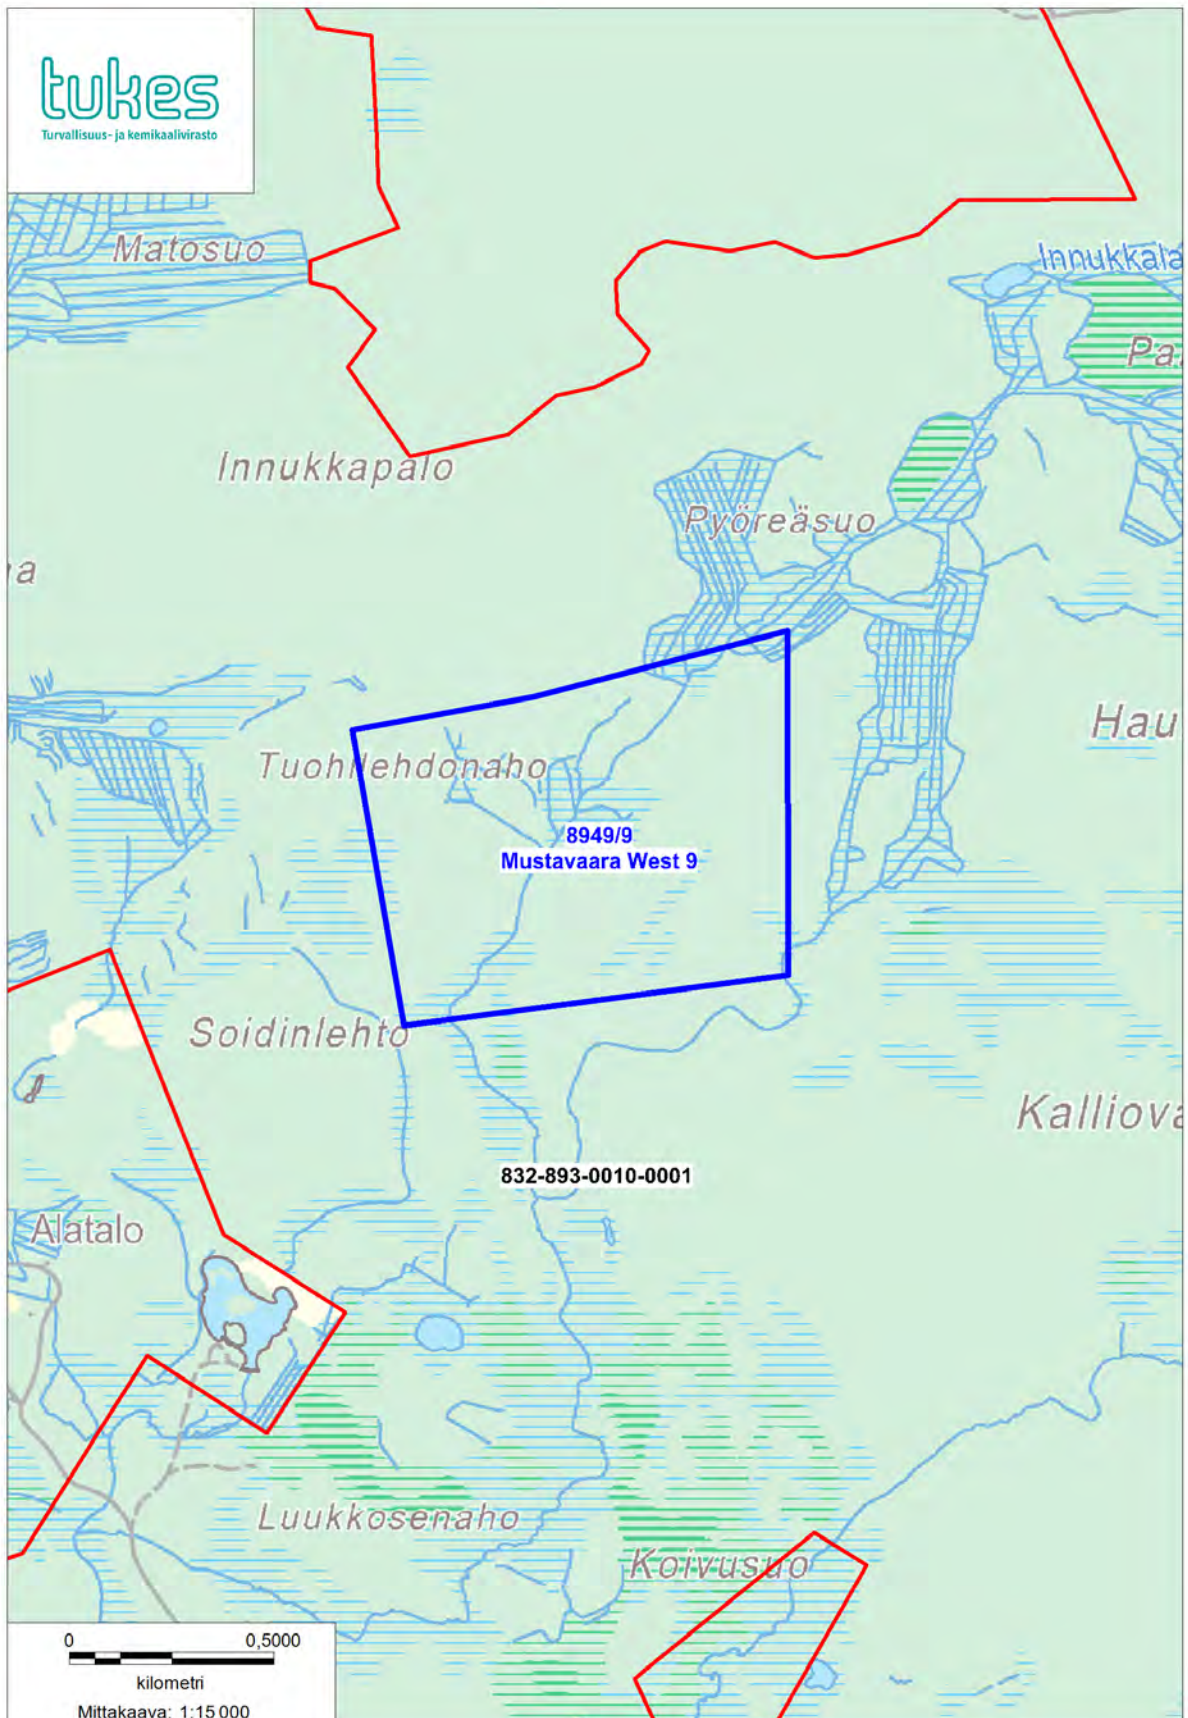 tukes
Turvallisuus- ja kemikaalivirasto
Matosuo
Innukkala
Pa
Innukkapalo
Pyöreäsuo
a
Hau
Tuohilehdonaho
8949/9
Mustavaara West 9
Soidinlehto
Kalliova
832-893-0010-0001
Alatalo
Luukkosenaho
Koivusuo
0 0,5000
kilometri
Mittakaava: 1:15 000